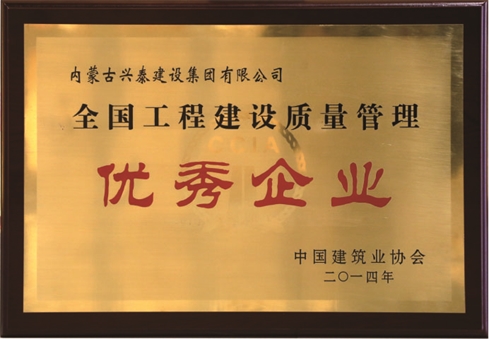 内蒙古兴泰建设集团有限公司
全国工程建设质量管理
优秀企业
中国建筑业协会
二〇一四年